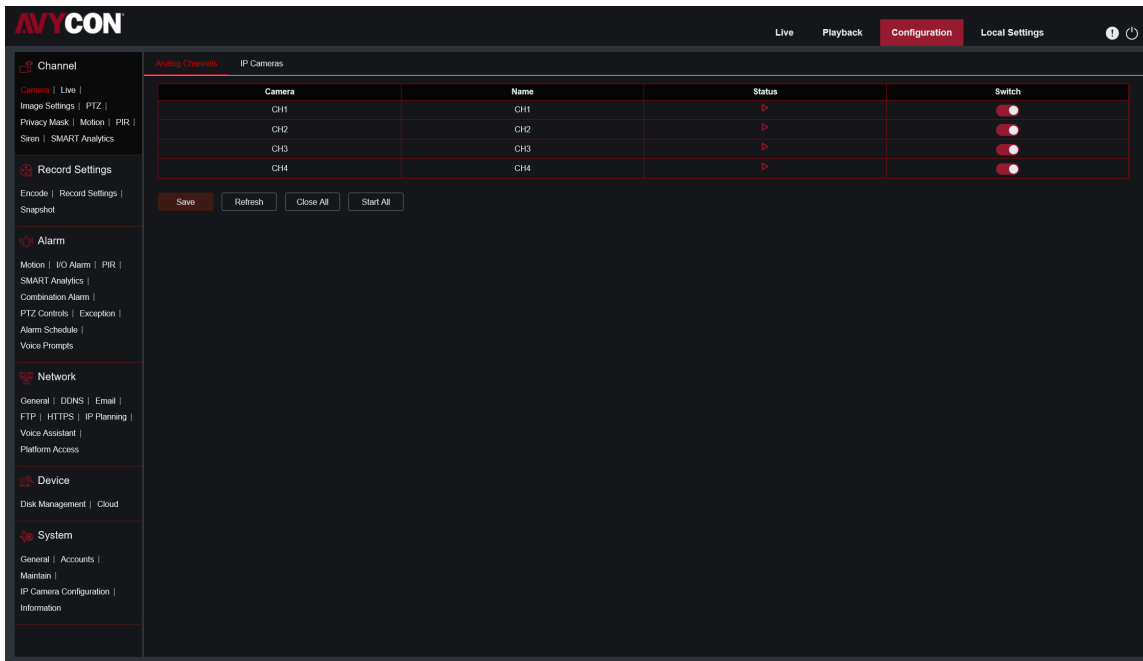 AVYCON
Live Playback Configuration Local Settings
Channel
Camera | Live |
Image Settings | PTZ |
Privacy Mask | Motion | PIR |
Siren | SMART Analytics
Record Settings
Encode | Record Settings |
Snapshot
Alarm
Motion | I/O Alarm | PIR |
SMART Analytics |
Combination Alarm |
PTZ Controls | Exception |
Alarm Schedule |
Voice Prompts
Network
General | DDNS | Email |
FTP | HTTPS | IP Planning |
Voice Assistant |
Platform Access
Device
Disk Management | Cloud
System
General | Accounts |
Maintain |
IP Camera Configuration |
Information
Analog Channels IP Cameras
Camera Name Status Switch
CH1 CH1
CH2 CH2
CH3 CH3
CH4 CH4
Save Refresh Close All Start All